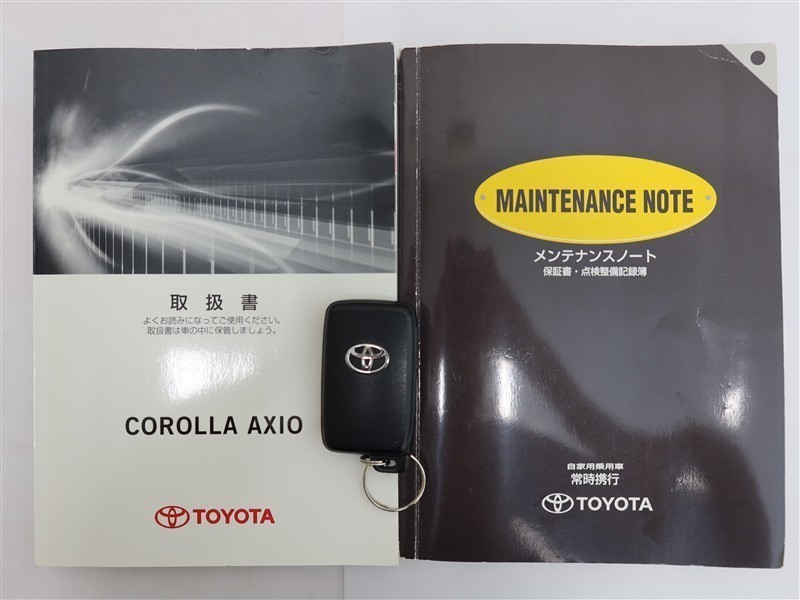 取扱書
よくお読みになってご使用ください。
取扱書は車の中に保管しましょう。
COROLLA AXIO
TOYOTA
MAINTENANCE NOTE
メンテナンスノート
保証書・点検整備記録簿
自家用乗用車
常時携行
TOYOTA